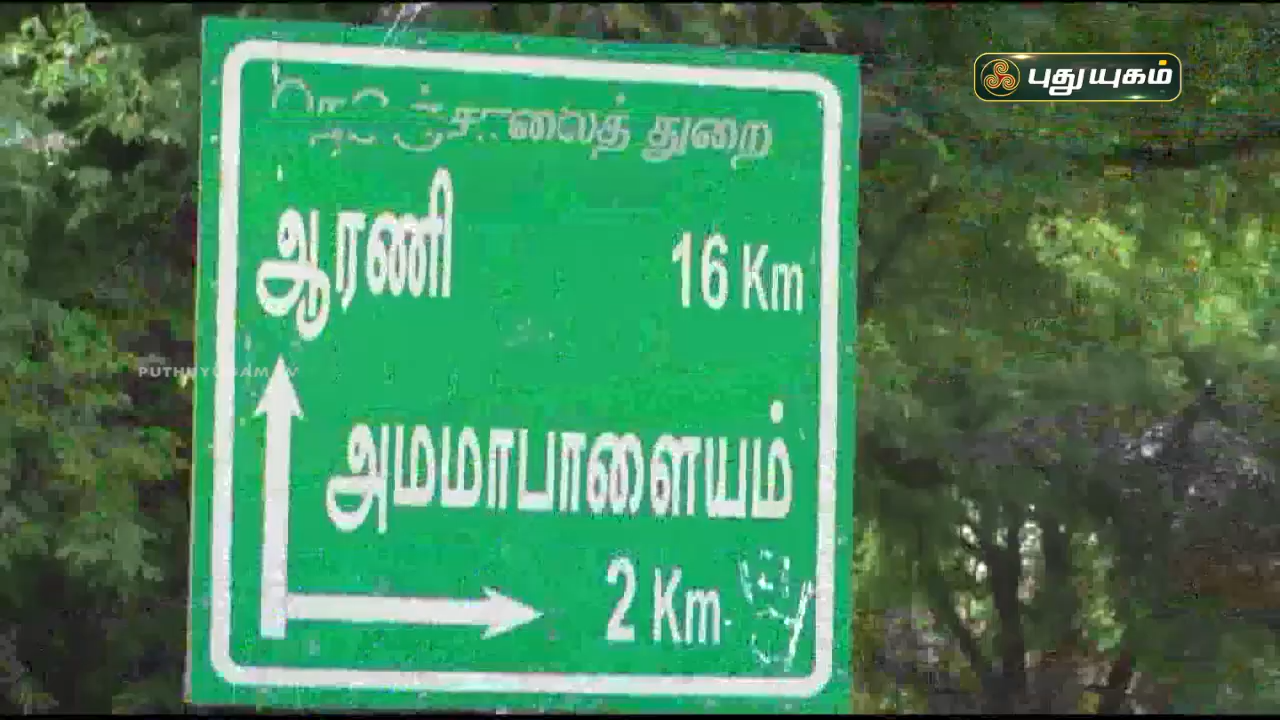 புதுயுகம்
நெடுஞ்சாலைத் துறை
ஆரணி 16 Km
PUTHUYUGAM TV
அமமாபாளையம்
2 Km